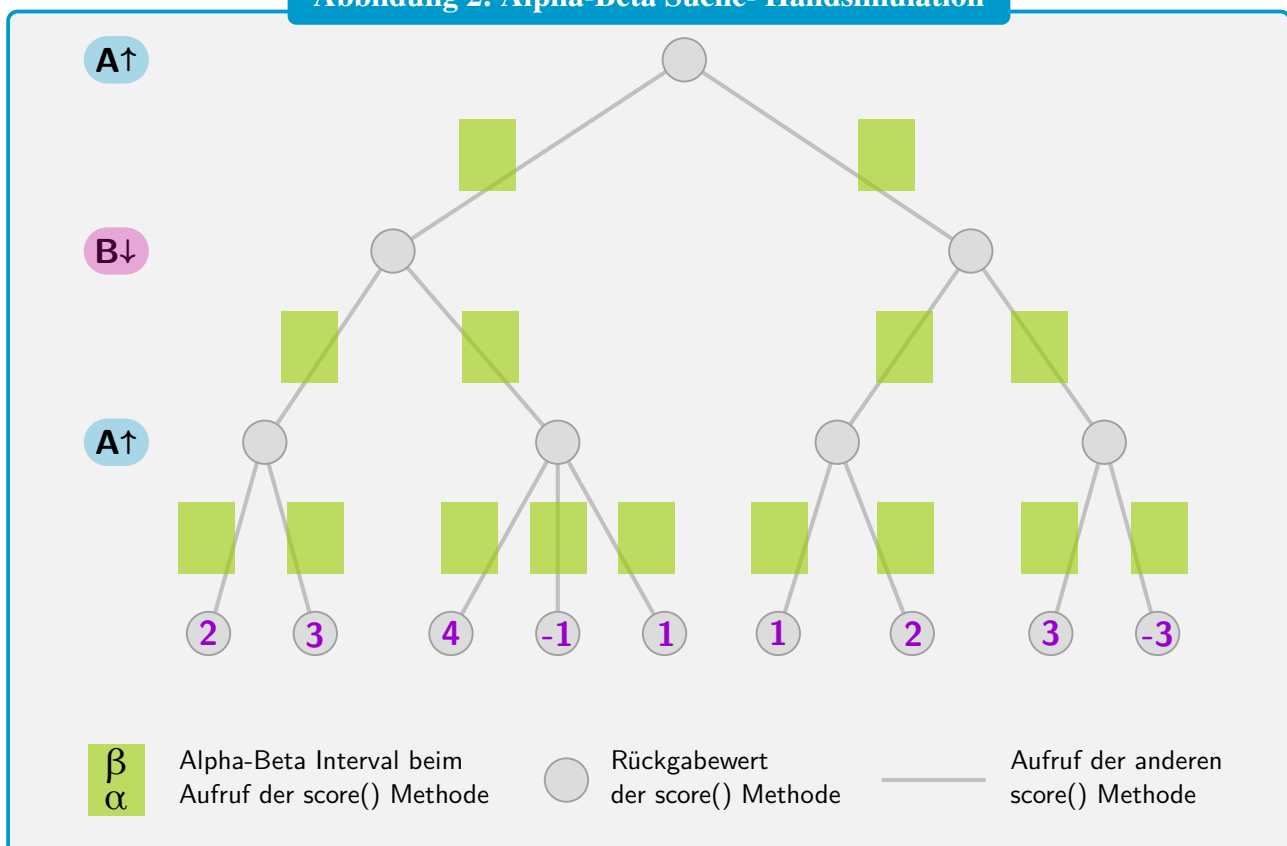 Abbildung 2: Alpha-Beta Suche- Handsimulation
A↑
B↓
A↑
2 3 4 -1 1 1 2 3 -3
β
α
Alpha-Beta Interval beim
Aufruf der score() Methode
Rückgabewert
der score() Methode
Aufruf der anderen
score() Methode